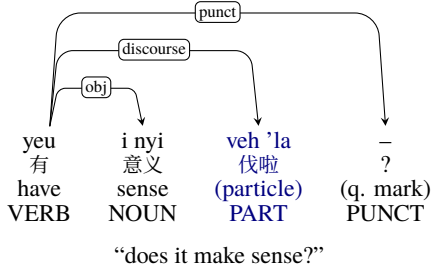 punct
discourse
obj
yeu i nyi veh ’la –
有 意义 伐啦 ?
have sense (particle) (q. mark)
VERB NOUN PART PUNCT
“does it make sense?”